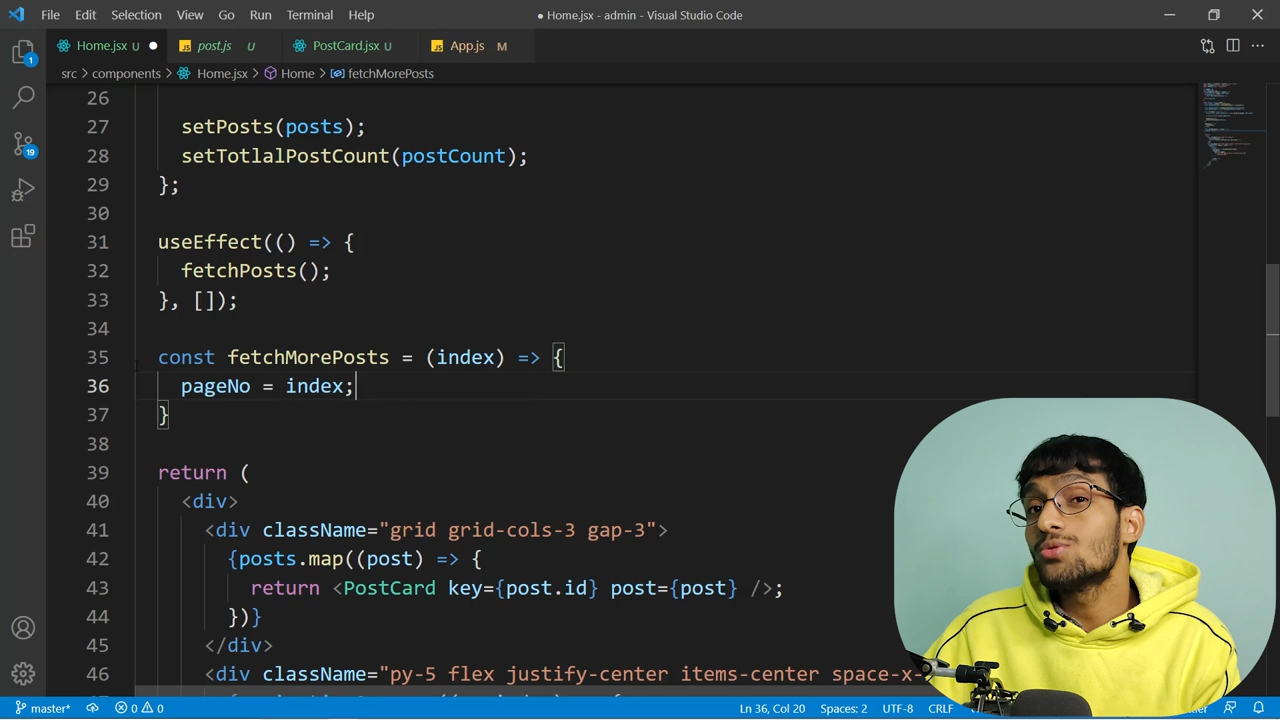 File Edit Selection View Go Run Terminal Help
● Home.jsx - admin - Visual Studio Code
Home.jsx U ●
post.js U
PostCard.jsx U
App.js M
src > components > Home.jsx > Home > fetchMorePosts
1
19
26
27 setPosts(posts);
28 setTotlalPostCount(postCount);
29 };
30
31 useEffect(() => {
32 fetchPosts();
33 }, []);
34
35 const fetchMorePosts = (index) => {
36 pageNo = index;
37 }
38
39 return (
40 <div>
41 <div className="grid grid-cols-3 gap-3">
42 {posts.map((post) => {
43 return <PostCard key={post.id} post={post} />;
44 })}
45 </div>
46 <div className="py-5 flex justify-center items-center space-x-
master* 0 0 Ln 36, Col 20 Spaces: 2 UTF-8 CRLF